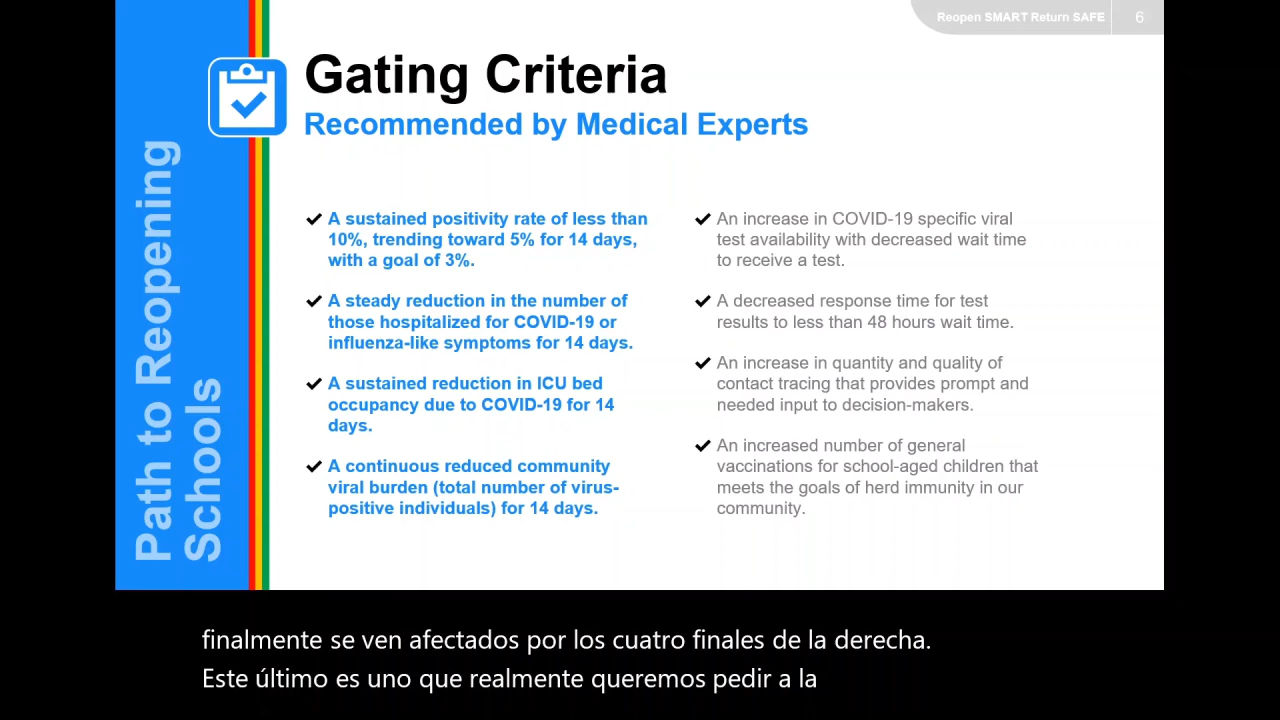 Reopen SMART Return SAFE 6
Gating Criteria
Recommended by Medical Experts
Path to Reopening
Schools
A sustained positivity rate of less than
10%, trending toward 5% for 14 days,
with a goal of 3%.
A steady reduction in the number of
those hospitalized for COVID-19 or
influenza-like symptoms for 14 days.
A sustained reduction in ICU bed
occupancy due to COVID-19 for 14
days.
A continuous reduced community
viral burden (total number of virus-
positive individuals) for 14 days.
An increase in COVID-19 specific viral
test availability with decreased wait time
to receive a test.
A decreased response time for test
results to less than 48 hours wait time.
An increase in quantity and quality of
contact tracing that provides prompt and
needed input to decision-makers.
An increased number of general
vaccinations for school-aged children that
meets the goals of herd immunity in our
community.
finalmente se ven afectados por los cuatro finales de la derecha.
Este último es uno que realmente queremos pedir a la